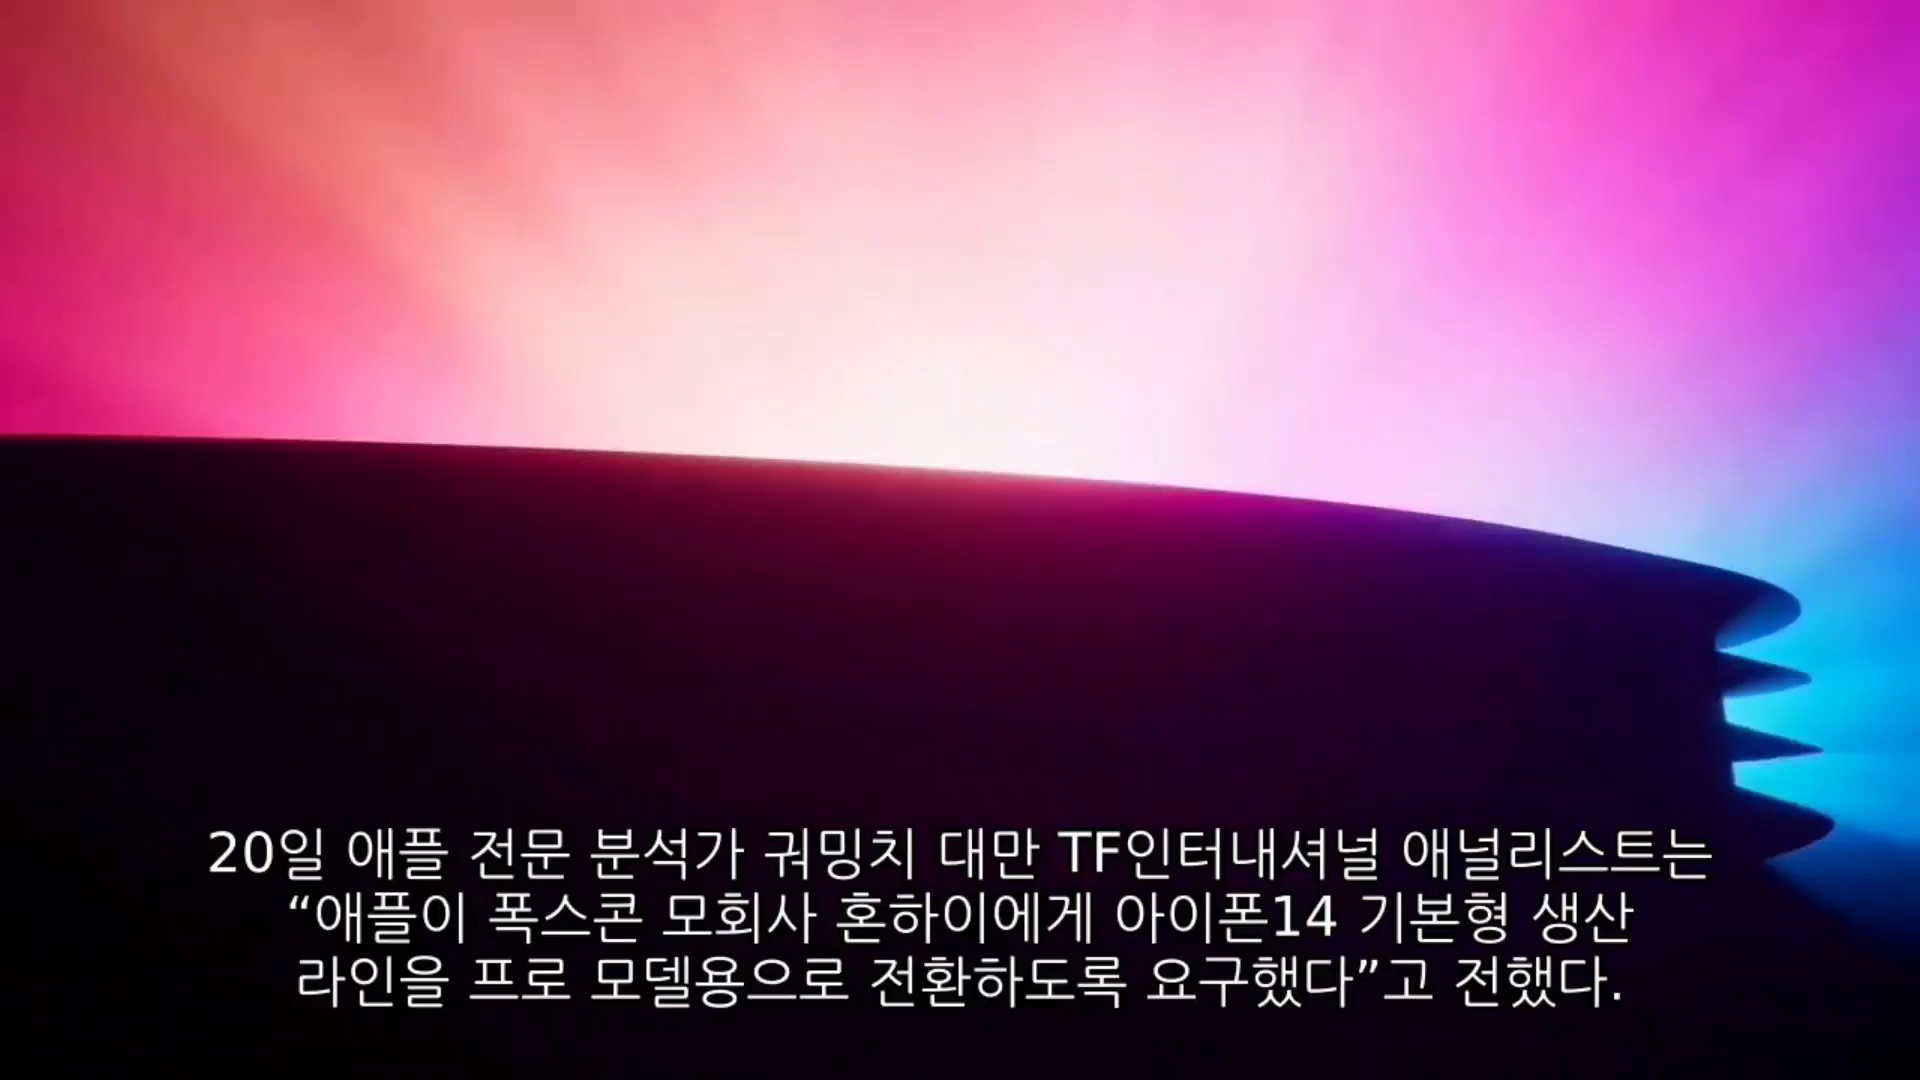 20일 애플 전문 분석가 궈밍치 대만 TF인터내셔널 애널리스트는
“애플이 폭스콘 모회사 혼하이에게 아이폰14 기본형 생산
라인을 프로 모델용으로 전환하도록 요구했다”고 전했다.